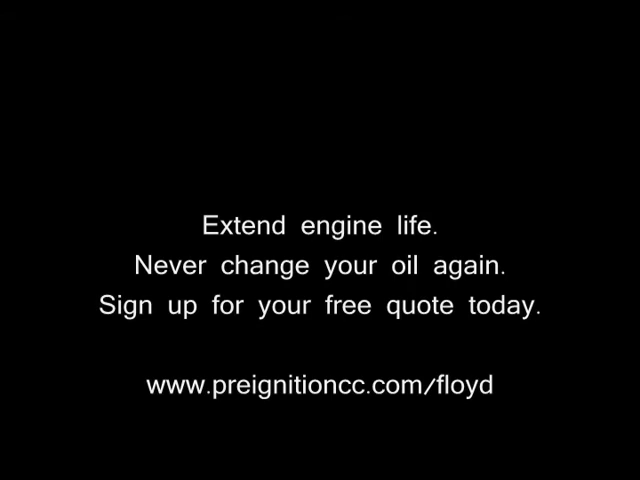 Extend engine life.
Never change your oil again.
Sign up for your free quote today.
www.preignitioncc.com/floyd